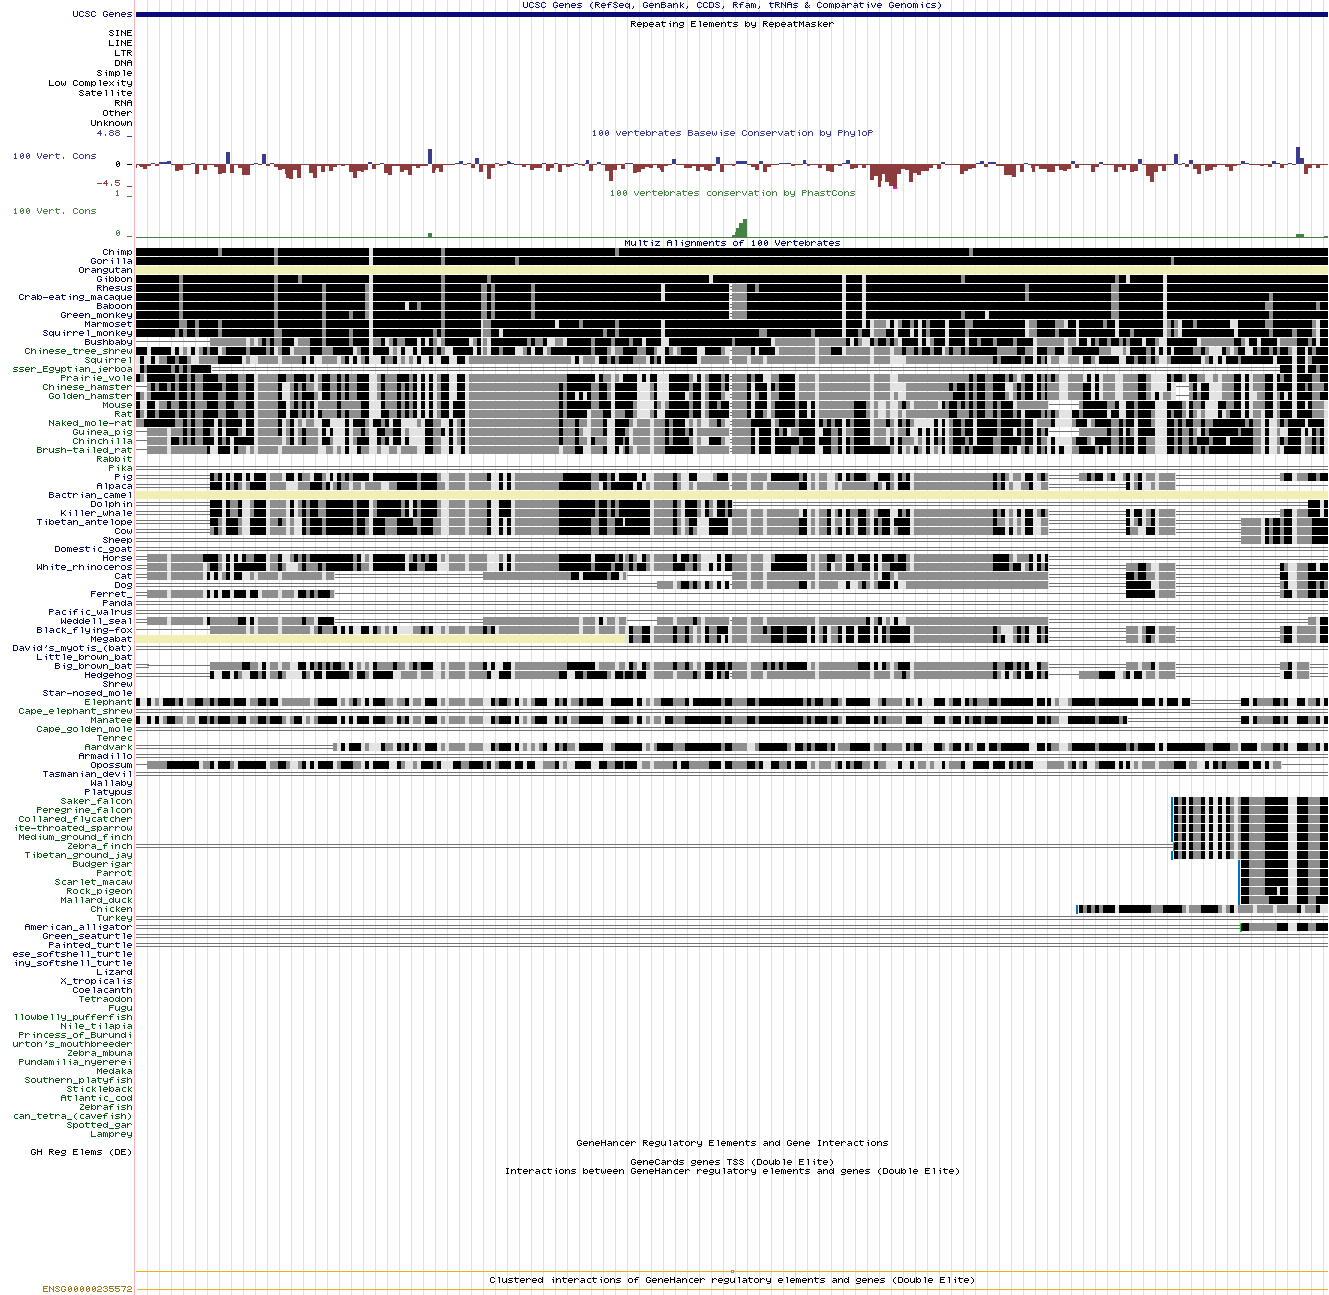 UCSC Genes (RefSeq, GenBank, CCDS, Rfam, tRNAs & Comparative Genomics)
UCSC Genes
Repeating Elements by RepeatMasker
SINE
LINE
LTR
DNA
Simple
Low Complexity
Satellite
RNA
Other
Unknown
4.88 _
100 vertebrates Basewise Conservation by PhyloP
100 Vert. Cons
0 -
-4.5 _
1 _
100 vertebrates conservation by PhastCons
100 Vert. Cons
0 _
Multiz Alignments of 100 Vertebrates
Chimp
Gorilla
Orangutan
Gibbon
Rhesus
Crab-eating_macaque
Baboon
Green_monkey
Marmoset
Squirrel_monkey
Bushbaby
Chinese_tree_shrew
Squirrel
sser_Egyptian_jerboa
Prairie_vole
Chinese_hamster
Golden_hamster
Mouse
Rat
Naked_mole-rat
Guinea_pig
Chinchilla
Brush-tailed_rat
Rabbit
Pika
Pig
Alpaca
Bactrian_camel
Dolphin
Killer_whale
Tibetan_antelope
Cow
Sheep
Domestic_goat
Horse
White_rhinoceros
Cat
Dog
Ferret_
Panda
Pacific_walrus
Weddell_seal
Black_flying-fox
Megabat
David's_myotis_(bat)
Little_brown_bat
Big_brown_bat
Hedgehog
Shrew
Star-nosed_mole
Elephant
Cape_elephant_shrew
Manatee
Cape_golden_mole
Tenrec
Aardvark
Armadillo
Opossum
Tasmanian_devil
Wallaby
Platypus
Saker_falcon
Peregrine_falcon
Collared_flycatcher
ite-throated_sparrow
Medium_ground_finch
Zebra_finch
Tibetan_ground_jay
Budgerigar
Parrot
Scarlet_macaw
Rock_pigeon
Mallard_duck
Chicken
Turkey
American_alligator
Green_seaturtle
Painted_turtle
ese_softshell_turtle
iny_softshell_turtle
Lizard
X_tropicalis
Coelacanth
Tetraodon
Fugu
llowbelly_pufferfish
Nile_tilapia
Princess_of_Burundi
urton's_mouthbreeder
Zebra_mbuna
Pundamilia_nyererei
Medaka
Southern_platyfish
Stickleback
Atlantic_cod
Zebrafish
can_tetra_(cavefish)
Spotted_gar
Lamprey
GeneHancer Regulatory Elements and Gene Interactions
GH Reg Elems (DE)
GeneCards genes TSS (Double Elite)
Interactions between GeneHancer regulatory elements and genes (Double Elite)
Clustered interactions of GeneHancer regulatory elements and genes (Double Elite)
ENSG00000235572